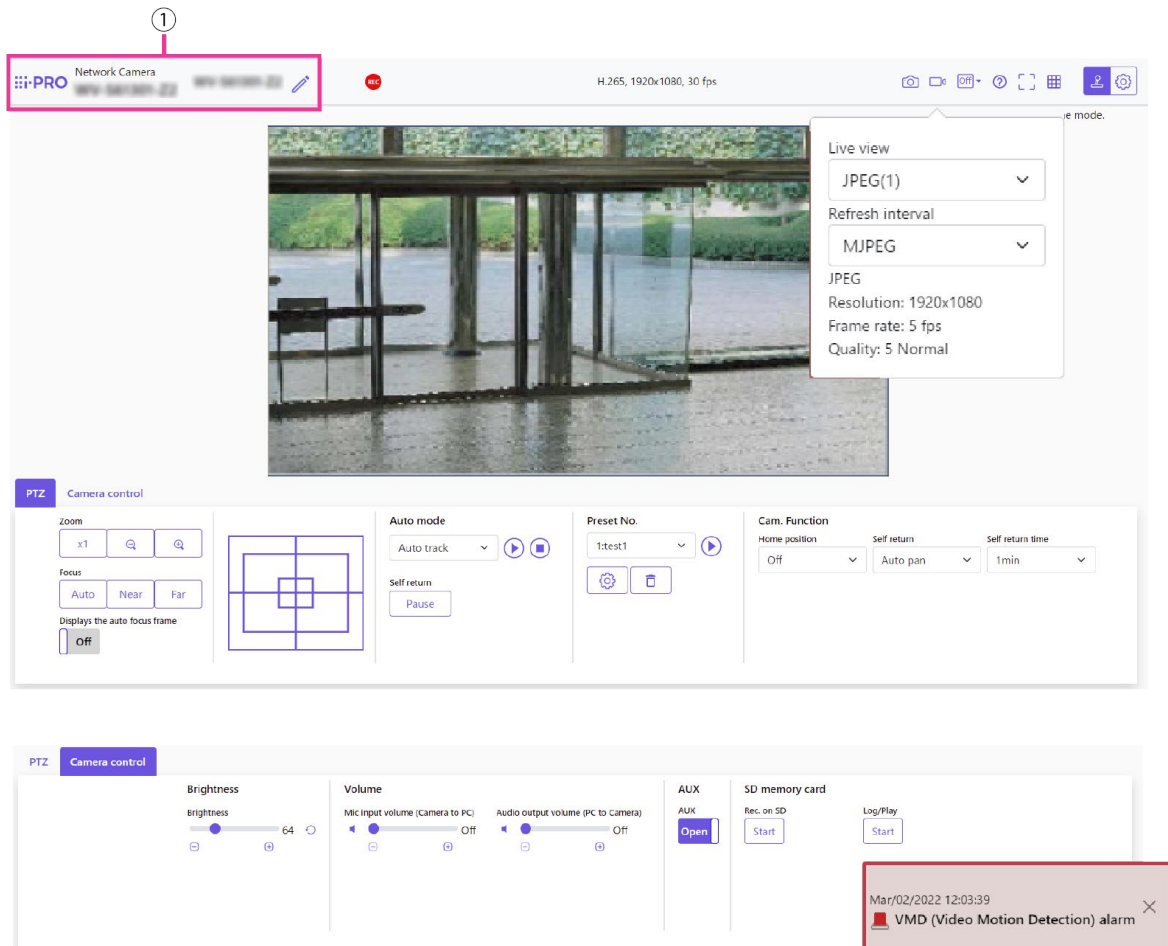 ①
i-PRO
Network Camera
REC
H.265, 1920x1080, 30 fps
Off
e mode.
Live view
JPEG(1)
Refresh interval
MJPEG
JPEG
Resolution: 1920x1080
Frame rate: 5 fps
Quality: 5 Normal
PTZ Camera control
Zoom
x1
Focus
Auto Near Far
Displays the auto focus frame
Off
Auto mode
Auto track
Self return
Pause
Preset No.
1:test1
Cam. Function
Home position Self return Self return time
Off Auto pan 1min
PTZ Camera control
Brightness
Brightness
64
Volume
Mic input volume (Camera to PC) Audio output volume (PC to Camera)
Off Off
AUX
AUX
Open
SD memory card
Rec. on SD Log/Play
Start Start
Mar/02/2022 12:03:39
VMD (Video Motion Detection) alarm